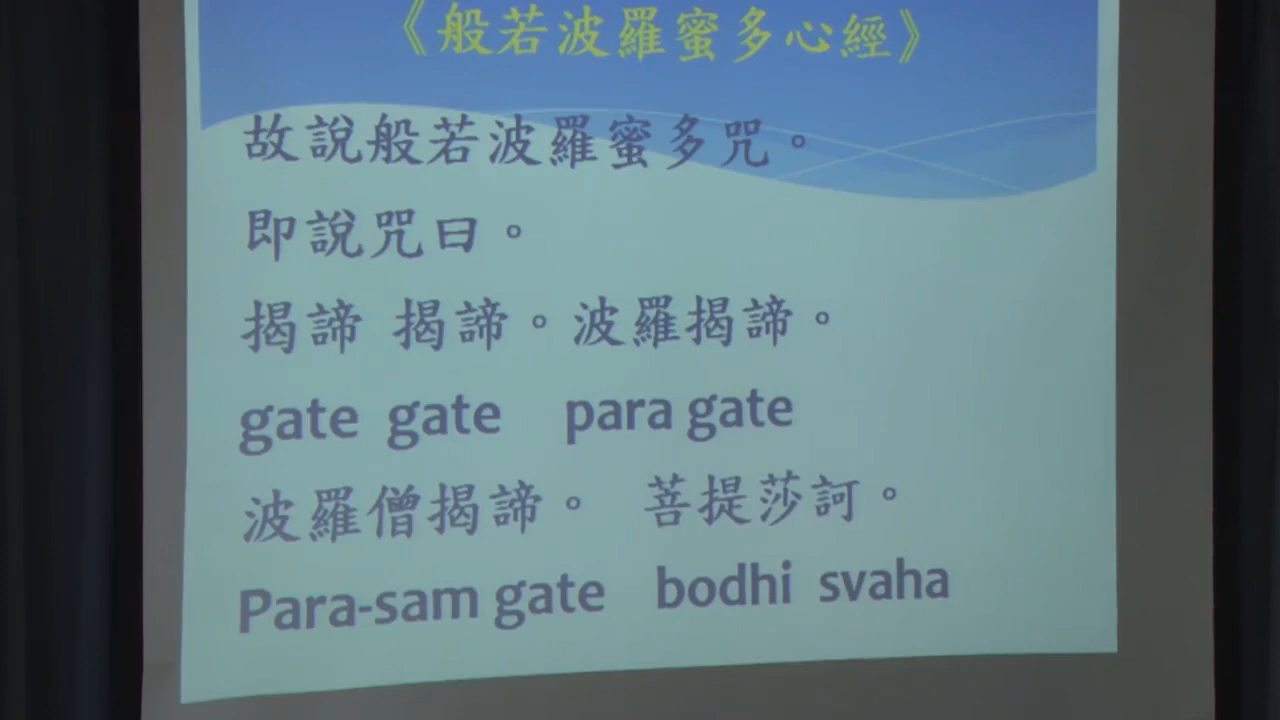 《般若波羅蜜多心經》
故說般若波羅蜜多咒。
即說咒曰。
揭諦 揭諦。波羅揭諦。
gate gate para gate
波羅僧揭諦。 菩提莎訶。
Para-sam gate bodhi svaha